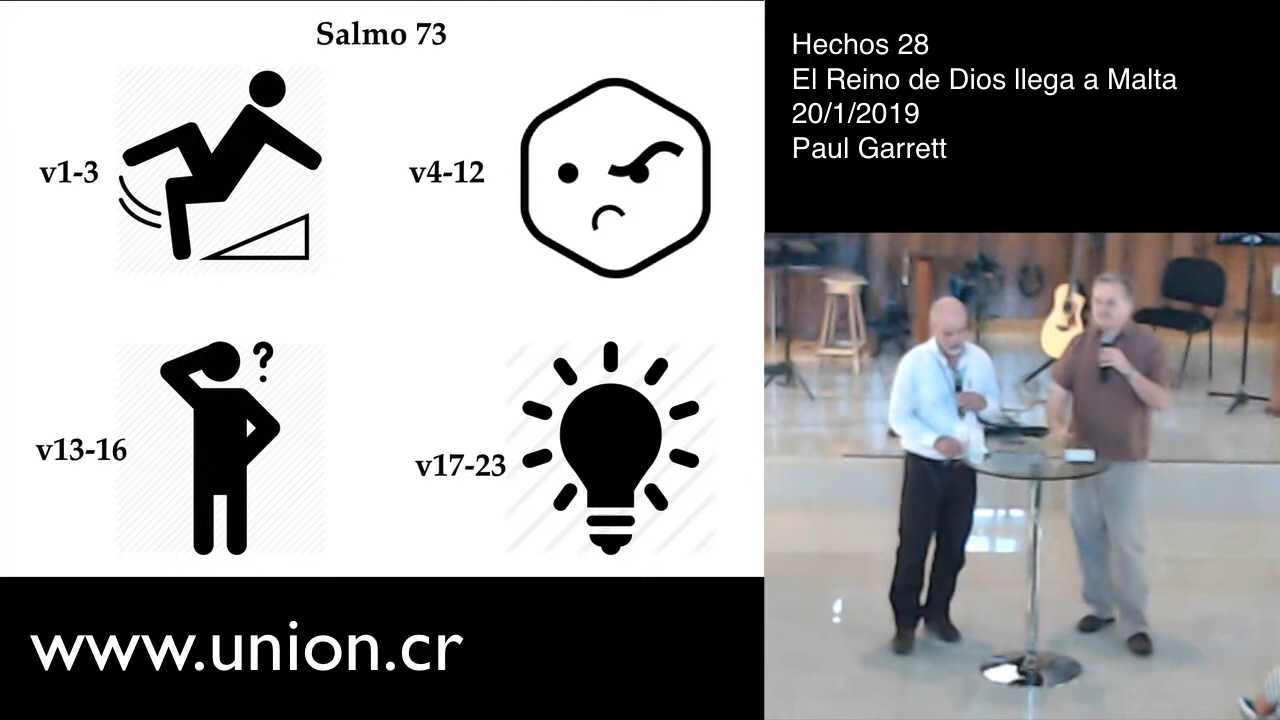 Salmo 73
v1-3
v4-12
v13-16
?
v17-23
www.union.cr
Hechos 28
El Reino de Dios llega a Malta
20/1/2019
Paul Garrett